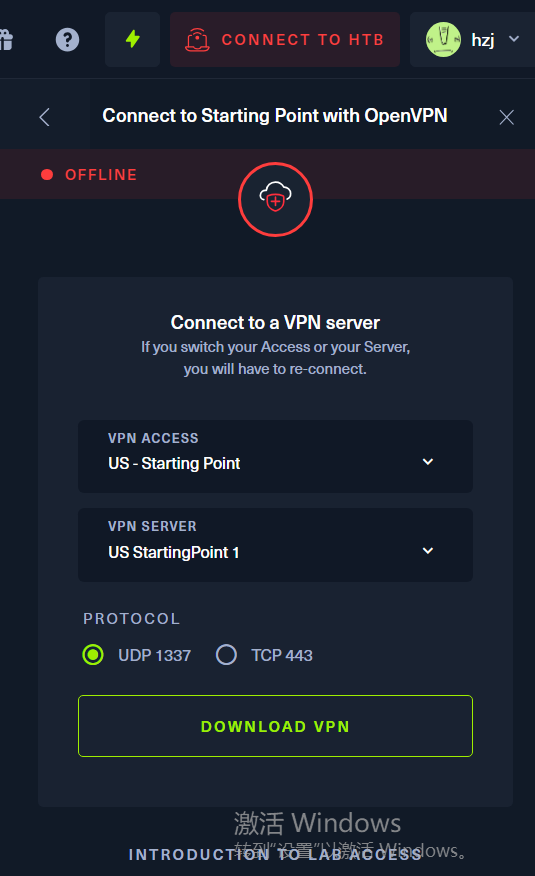 CONNECT TO HTB
hzj
Connect to Starting Point with OpenVPN
OFFLINE
Connect to a VPN server
If you switch your Access or your Server,
you will have to re-connect.
VPN ACCESS
US - Starting Point
VPN SERVER
US StartingPoint 1
PROTOCOL
UDP 1337 TCP 443
DOWNLOAD VPN
激活 Windows
转到"设置"以激活 Windows。
INTRODUCTION TO LAB ACCESS